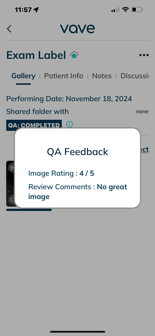 11:57
vave
Exam Label
Gallery Patient Info Notes Discussi
Performing Date: November 18, 2024
Shared folder with none
QA: COMPLETED
QA Feedback
Image Rating : 4 / 5
Review Comments : No great
image